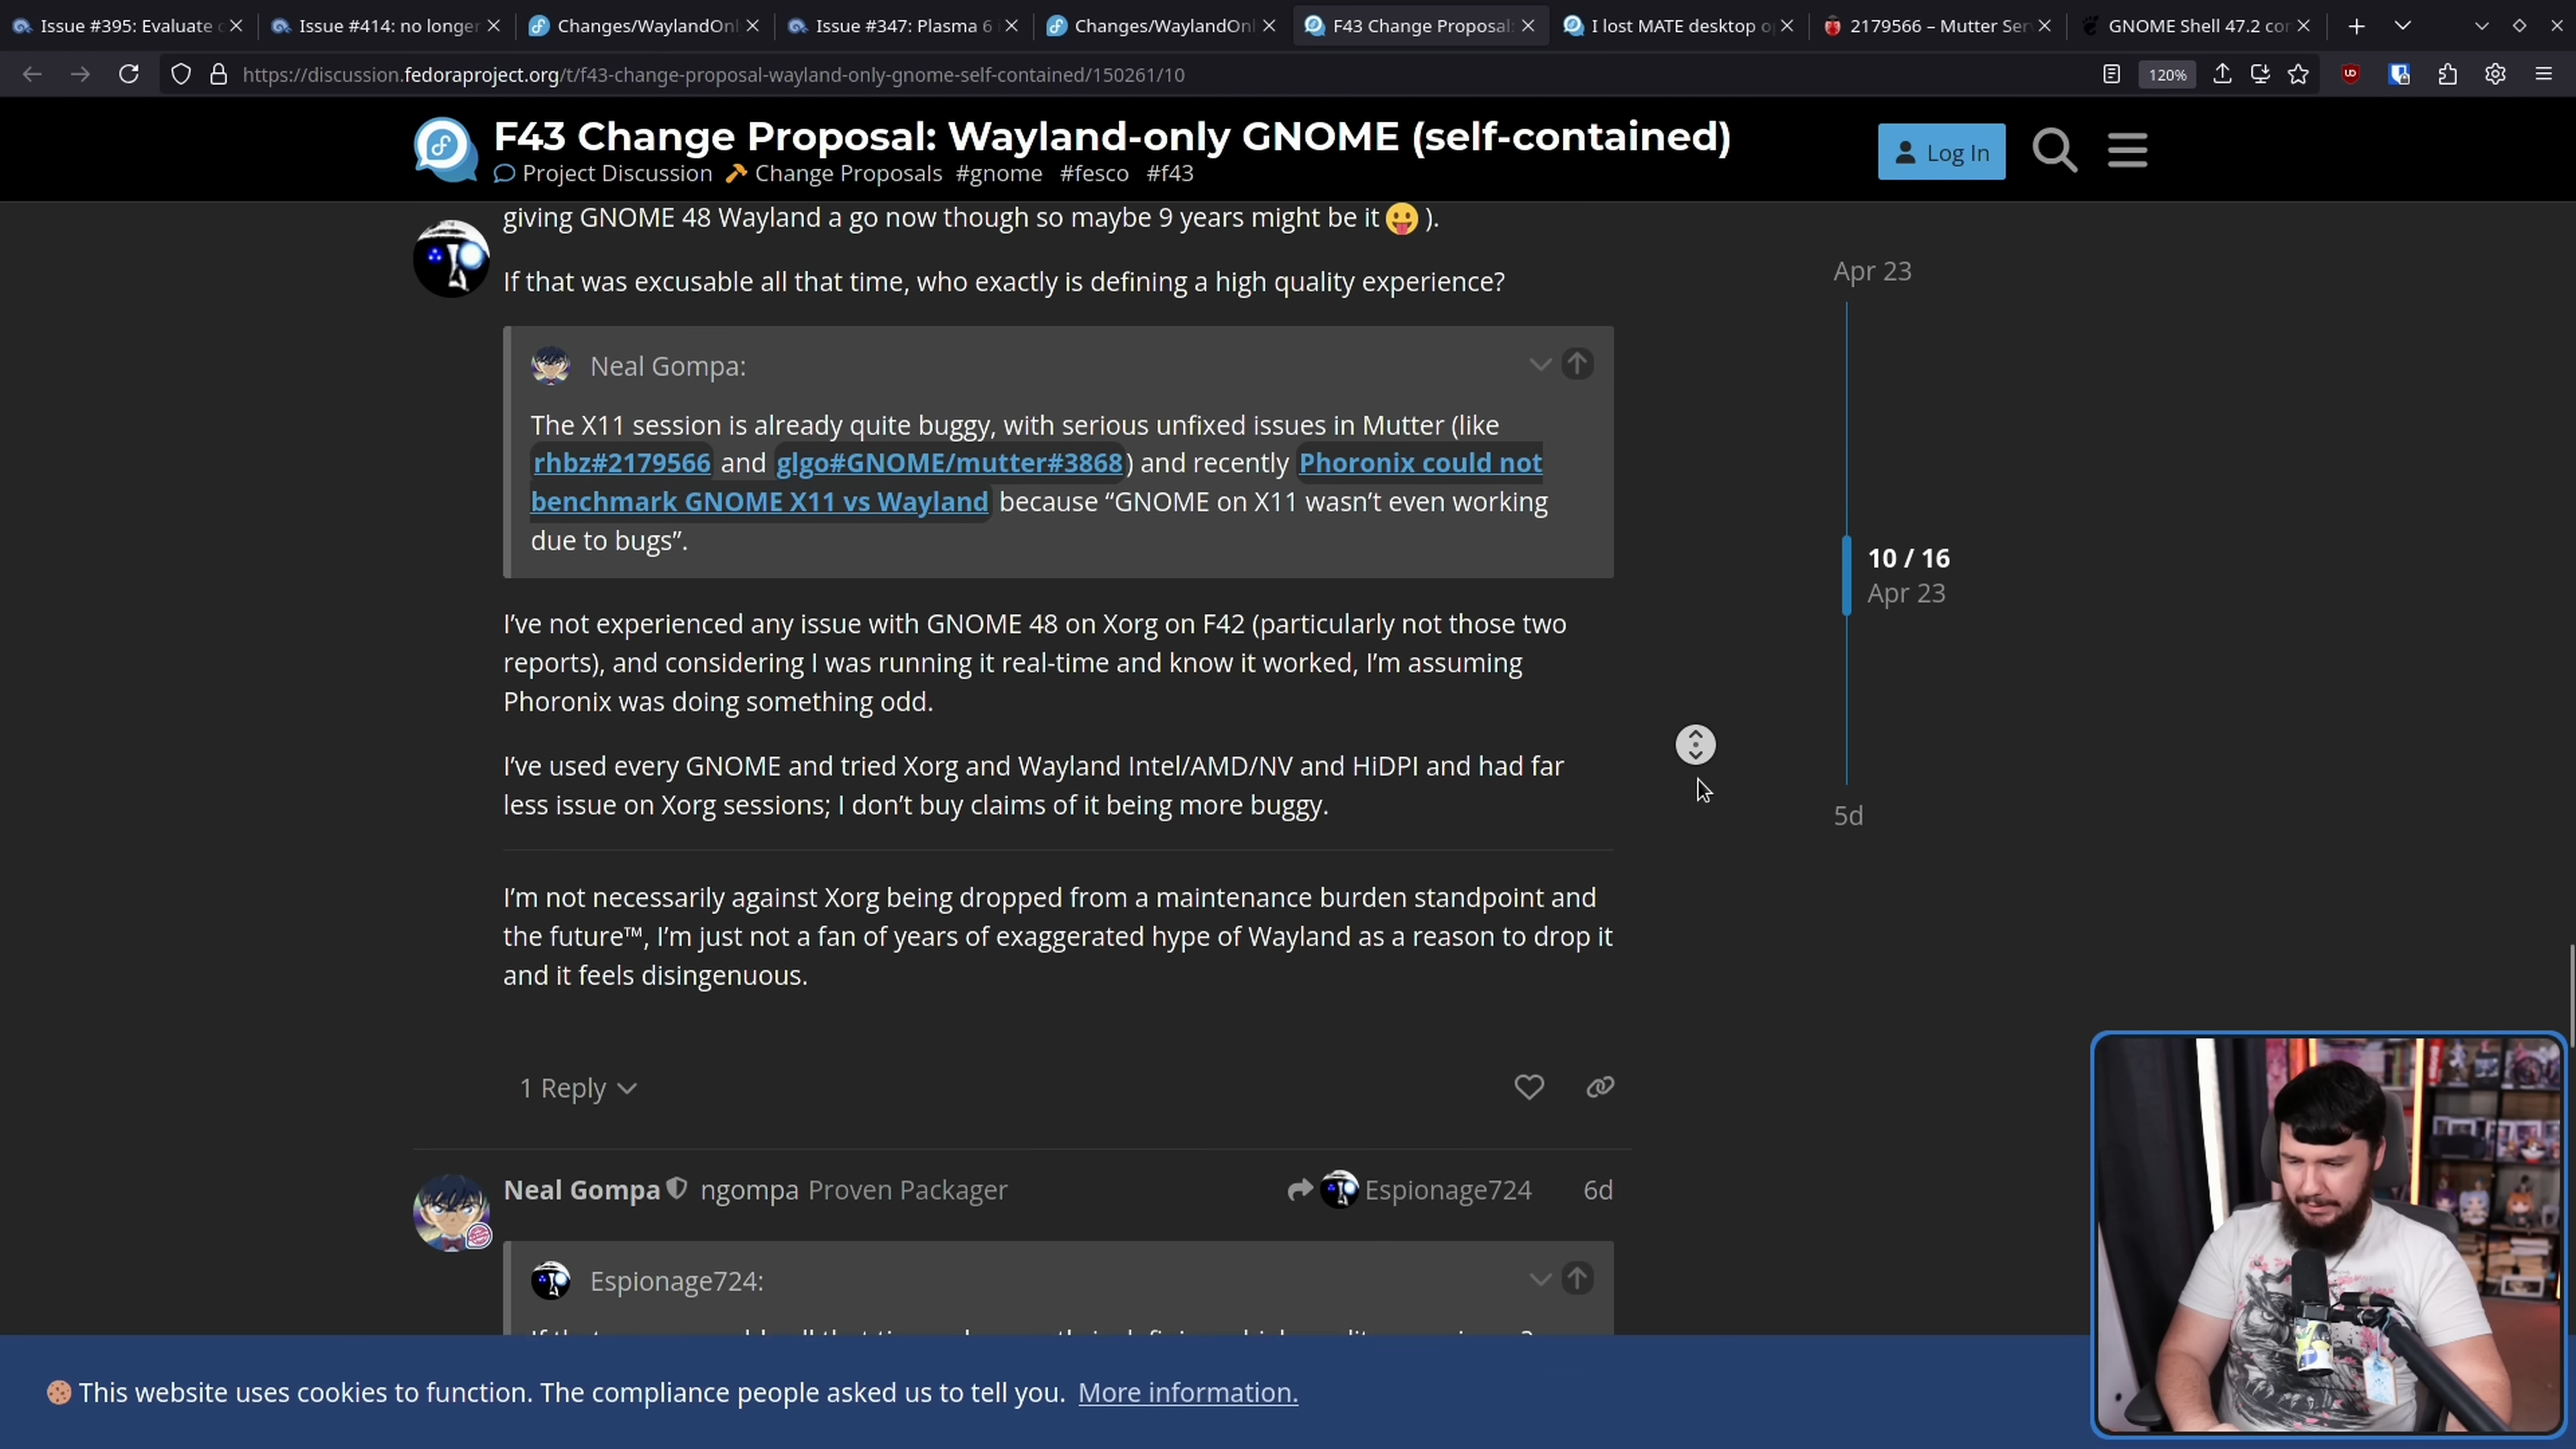 Issue #395: Evaluate c
Issue #414: no longer
Changes/WaylandOnl
Issue #347: Plasma 6
Changes/WaylandOnl
F43 Change Proposal:
I lost MATE desktop o
2179566 – Mutter Ser
GNOME Shell 47.2 cor
https://discussion.fedoraproject.org/t/f43-change-proposal-wayland-only-gnome-self-contained/150261/10
120%
F43 Change Proposal: Wayland-only GNOME (self-contained)
Project Discussion Change Proposals #gnome #fesco #f43
Log In
giving GNOME 48 Wayland a go now though so maybe 9 years might be it 😛 ).
If that was excusable all that time, who exactly is defining a high quality experience?
Neal Gompa:
The X11 session is already quite buggy, with serious unfixed issues in Mutter (like
rhbz#2179566 and glgo#GNOME/mutter#3868) and recently Phoronix could not
benchmark GNOME X11 vs Wayland because “GNOME on X11 wasn’t even working
due to bugs”.
I’ve not experienced any issue with GNOME 48 on Xorg on F42 (particularly not those two
reports), and considering I was running it real-time and know it worked, I’m assuming
Phoronix was doing something odd.
I’ve used every GNOME and tried Xorg and Wayland Intel/AMD/NV and HiDPI and had far
less issue on Xorg sessions; I don’t buy claims of it being more buggy.
I’m not necessarily against Xorg being dropped from a maintenance burden standpoint and
the future™, I’m just not a fan of years of exaggerated hype of Wayland as a reason to drop it
and it feels disingenuous.
1 Reply
Neal Gompa ngompa Proven Packager Espionage724 6d
Espionage724:
Apr 23
10 / 16
Apr 23
5d
This website uses cookies to function. The compliance people asked us to tell you. More information.